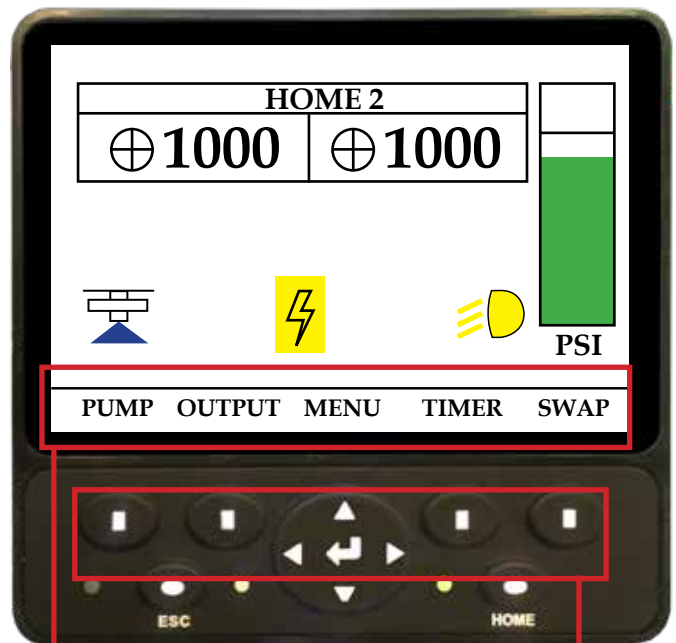 HOME 2
1000 1000
PSI
PUMP OUTPUT MENU TIMER SWAP
ESC HOME